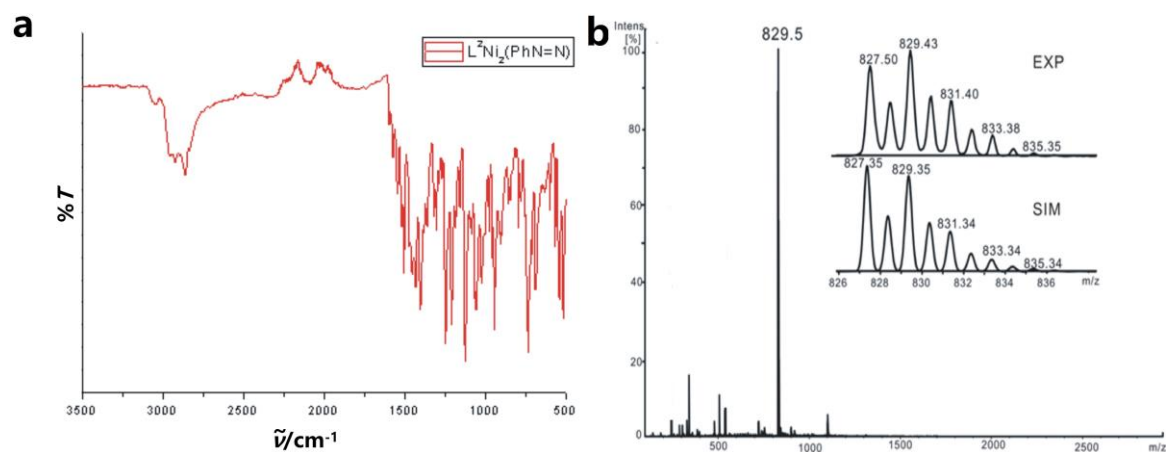 a
L²Ni₂(PhN=N)
%T
3500 3000 2500 2000 1500 1000 500
ṽ/cm⁻¹
b
Intens.
[%]
100
80
60
40
20
0
829.5
827.50
829.43
831.40
833.38
835.35
EXP
827.35
829.35
831.34
833.34
835.34
SIM
826 828 830 832 834 836 m/z
500 1000 1500 2000 2500 m/z